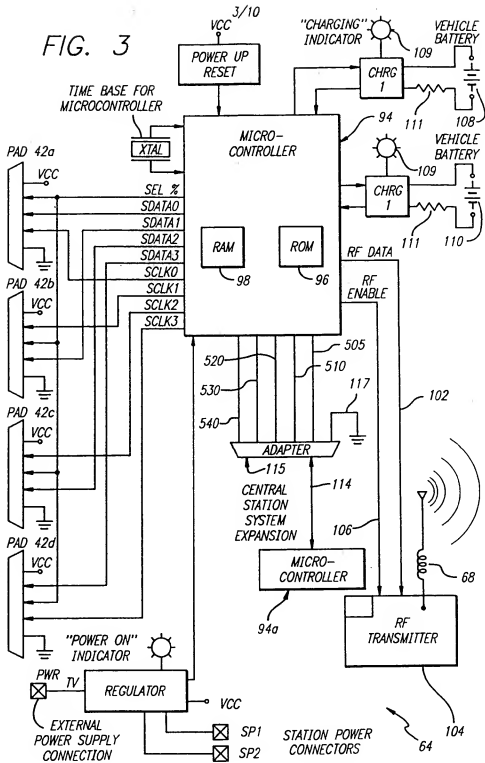 FIG. 3
VCC
3/10
POWER UP
RESET
"CHARGING"
INDICATOR
109
VEHICLE
BATTERY
CHRG
1
111
108
TIME BASE FOR
MICROCONTROLLER
XTAL
MICRO-
CONTROLLER
94
VEHICLE
BATTERY
109
CHRG
1
111
110
PAD 42a
VCC
SEL %
SDATA0
SDATA1
SDATA2
SDATA3
SCLK0
SCLK1
SCLK2
SCLK3
RAM
98
ROM
96
RF DATA
RF
ENABLE
PAD 42b
VCC
505
520
510
530
540
117
102
ADAPTER
115
114
106
PAD 42c
VCC
CENTRAL
STATION
SYSTEM
EXPANSION
MICRO-
CONTROLLER
94a
68
PAD 42d
VCC
RF
TRANSMITTER
104
64
"POWER ON"
INDICATOR
PWR
TV
REGULATOR
VCC
EXTERNAL
POWER SUPPLY
CONNECTION
SP1
SP2
STATION POWER
CONNECTORS